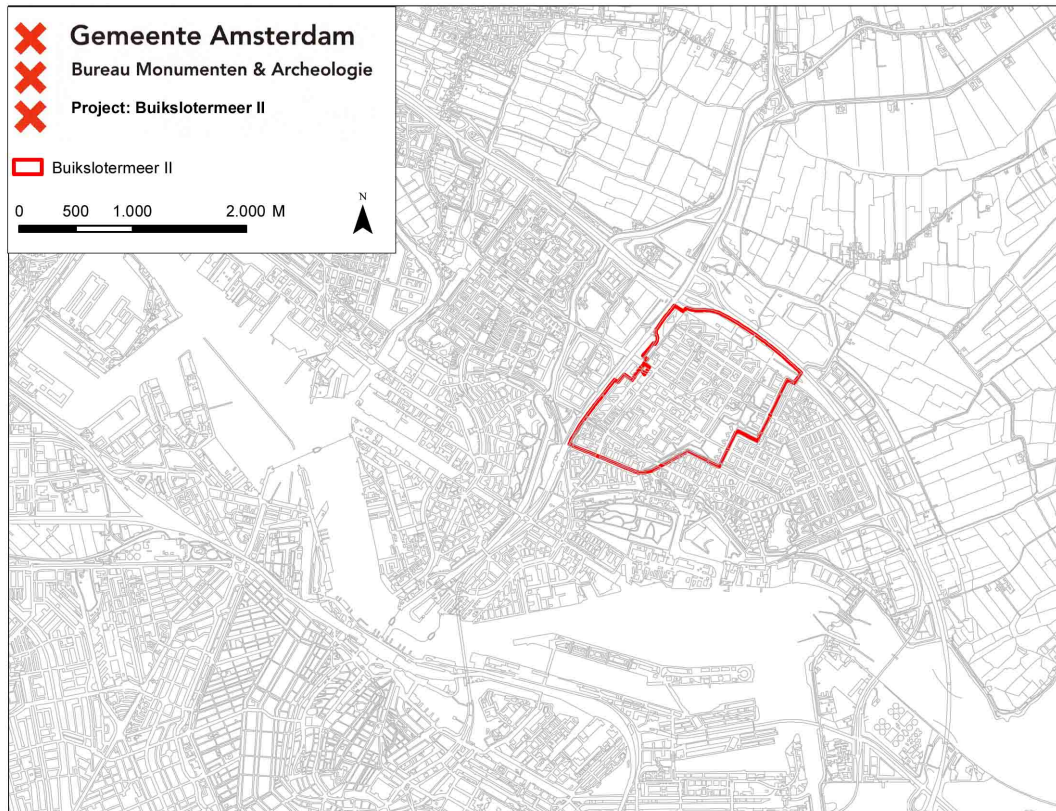 Gemeente Amsterdam
Bureau Monumenten & Archeologie
Project: Buikslotermeer II
Buikslotermeer II
0 500 1.000 2.000 M
N